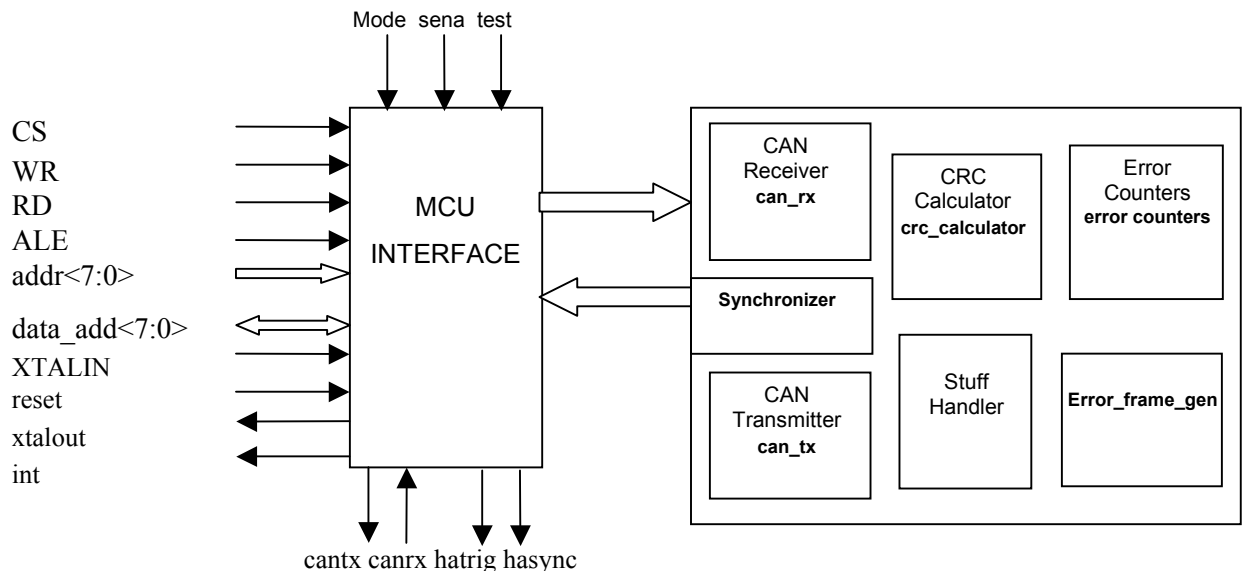 Mode sena test
CS
WR
RD
ALE
addr<7:0>
data_add<7:0>
XTALIN
reset
xtalout
int
MCU
INTERFACE
cantx canrx hatrig hasync
CAN
Receiver
can_rx
Synchronizer
CAN
Transmitter
can_tx
CRC
Calculator
crc_calculator
Stuff
Handler
Error
Counters
error counters
Error_frame_gen